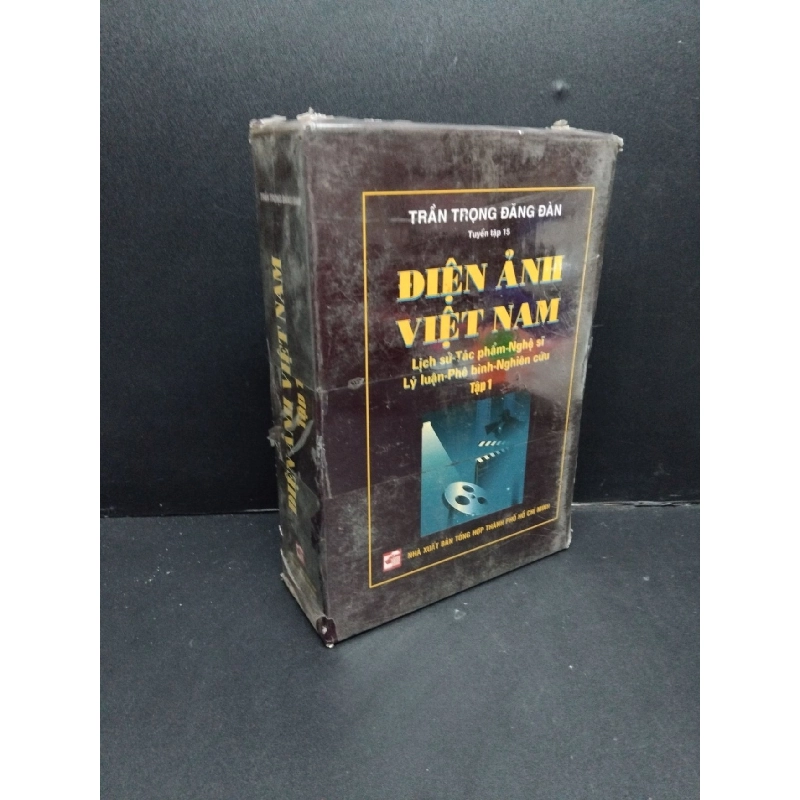 TRẦN TRỌNG ĐĂNG ĐÀN
Tuyển tập 15
ĐIỆN ẢNH
VIỆT NAM
Lịch sử-Tác phẩm-Nghệ sĩ
Lý luận-Phê bình-Nghiên cứu
Tập 1
NHÀ XUẤT BẢN TỔNG HỢP THÀNH PHỐ HỒ CHÍ MINH
ĐIỆN ẢNH VIỆT NAM
TẬP 1